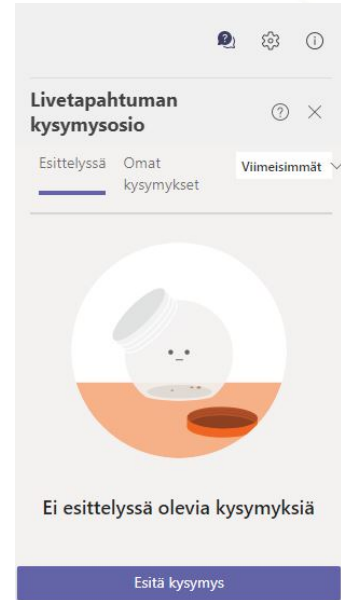 Livetapahtuman
kysymysosio
Esittelyssä Omat kysymykset Viimeisimmät
Ei esittelyssä olevia kysymyksiä
Esitä kysymys